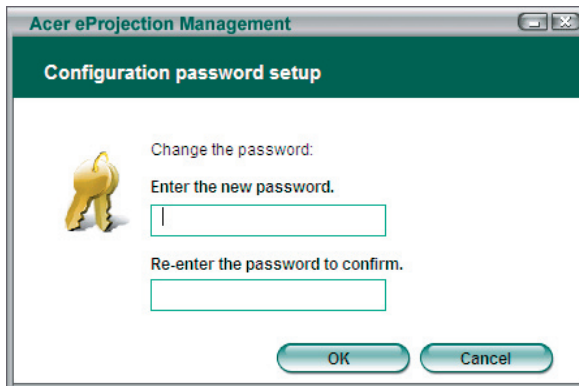 Acer eProjection Management
Configuration password setup
Change the password:
Enter the new password.
Re-enter the password to confirm.
OK
Cancel